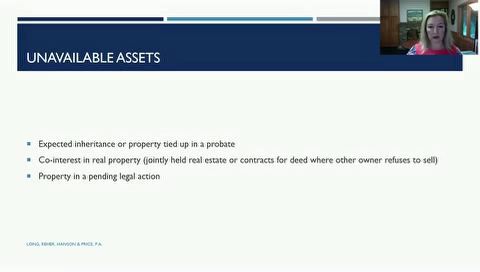 UNAVAILABLE ASSETS
Expected inheritance or property tied up in a probate
Co-interest in real property (jointly held real estate or contracts for deed where other owner refuses to sell)
Property in a pending legal action
LONG, REHER, HANSON & PRICE, P.A.